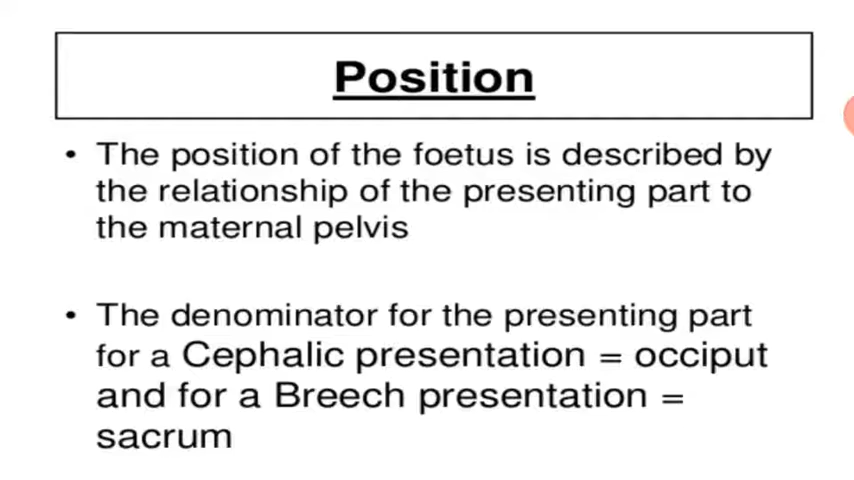 Position
• The position of the foetus is described by
the relationship of the presenting part to
the maternal pelvis
• The denominator for the presenting part
for a Cephalic presentation = occiput
and for a Breech presentation =
sacrum